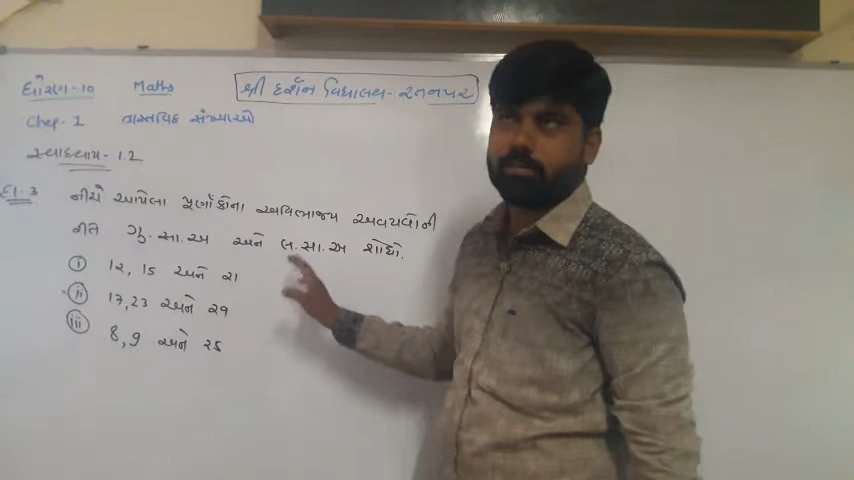 ધોરણ-10 Maths શ્રી દર્શન વિદ્યાલય - રતનપર
Chep-1 વાસ્તવિક સંખ્યાઓ
સ્વાધ્યાય-1.2
દા.3 નીચે આપેલા પૂર્ણાંકોના અવિભાજ્ય અવયવોની
રીતે ગુ.સા.અ અને લ.સા.અ શોધો.
(i) 12, 15 અને 21
(ii) 17, 23 અને 29
(iii) 8, 9 અને 25